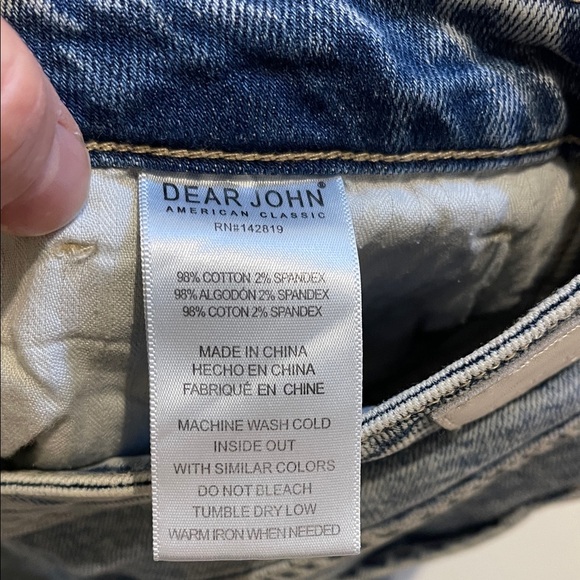 DEAR JOHN®
AMERICAN CLASSIC
RN#142819
98% COTTON 2% SPANDEX
98% ALGODÓN 2% SPANDEX
98% COTON 2% SPANDEX
MADE IN CHINA
HECHO EN CHINA
FABRIQUÉ EN CHINE
MACHINE WASH COLD
INSIDE OUT
WITH SIMILAR COLORS
DO NOT BLEACH
TUMBLE DRY LOW
WARM IRON WHEN NEEDED